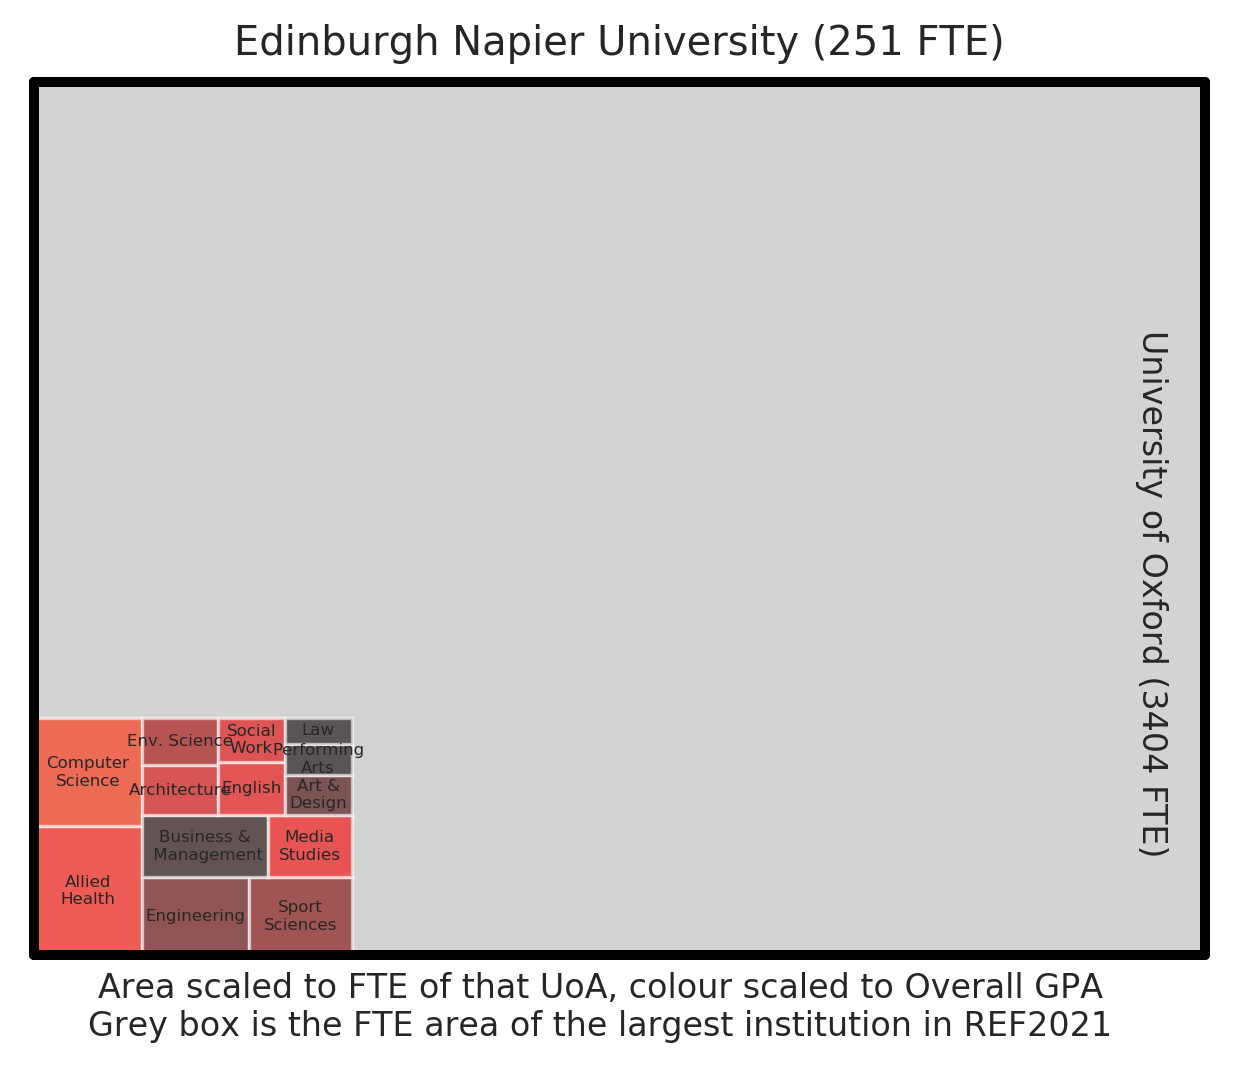 Edinburgh Napier University (251 FTE)
University of Oxford (3404 FTE)
Computer
Science
Env. Science
Social
Work
Law
Performing
Arts
Architecture
English
Art &
Design
Business &
Management
Media
Studies
Allied
Health
Engineering
Sport
Sciences
Area scaled to FTE of that UoA, colour scaled to Overall GPA
Grey box is the FTE area of the largest institution in REF2021